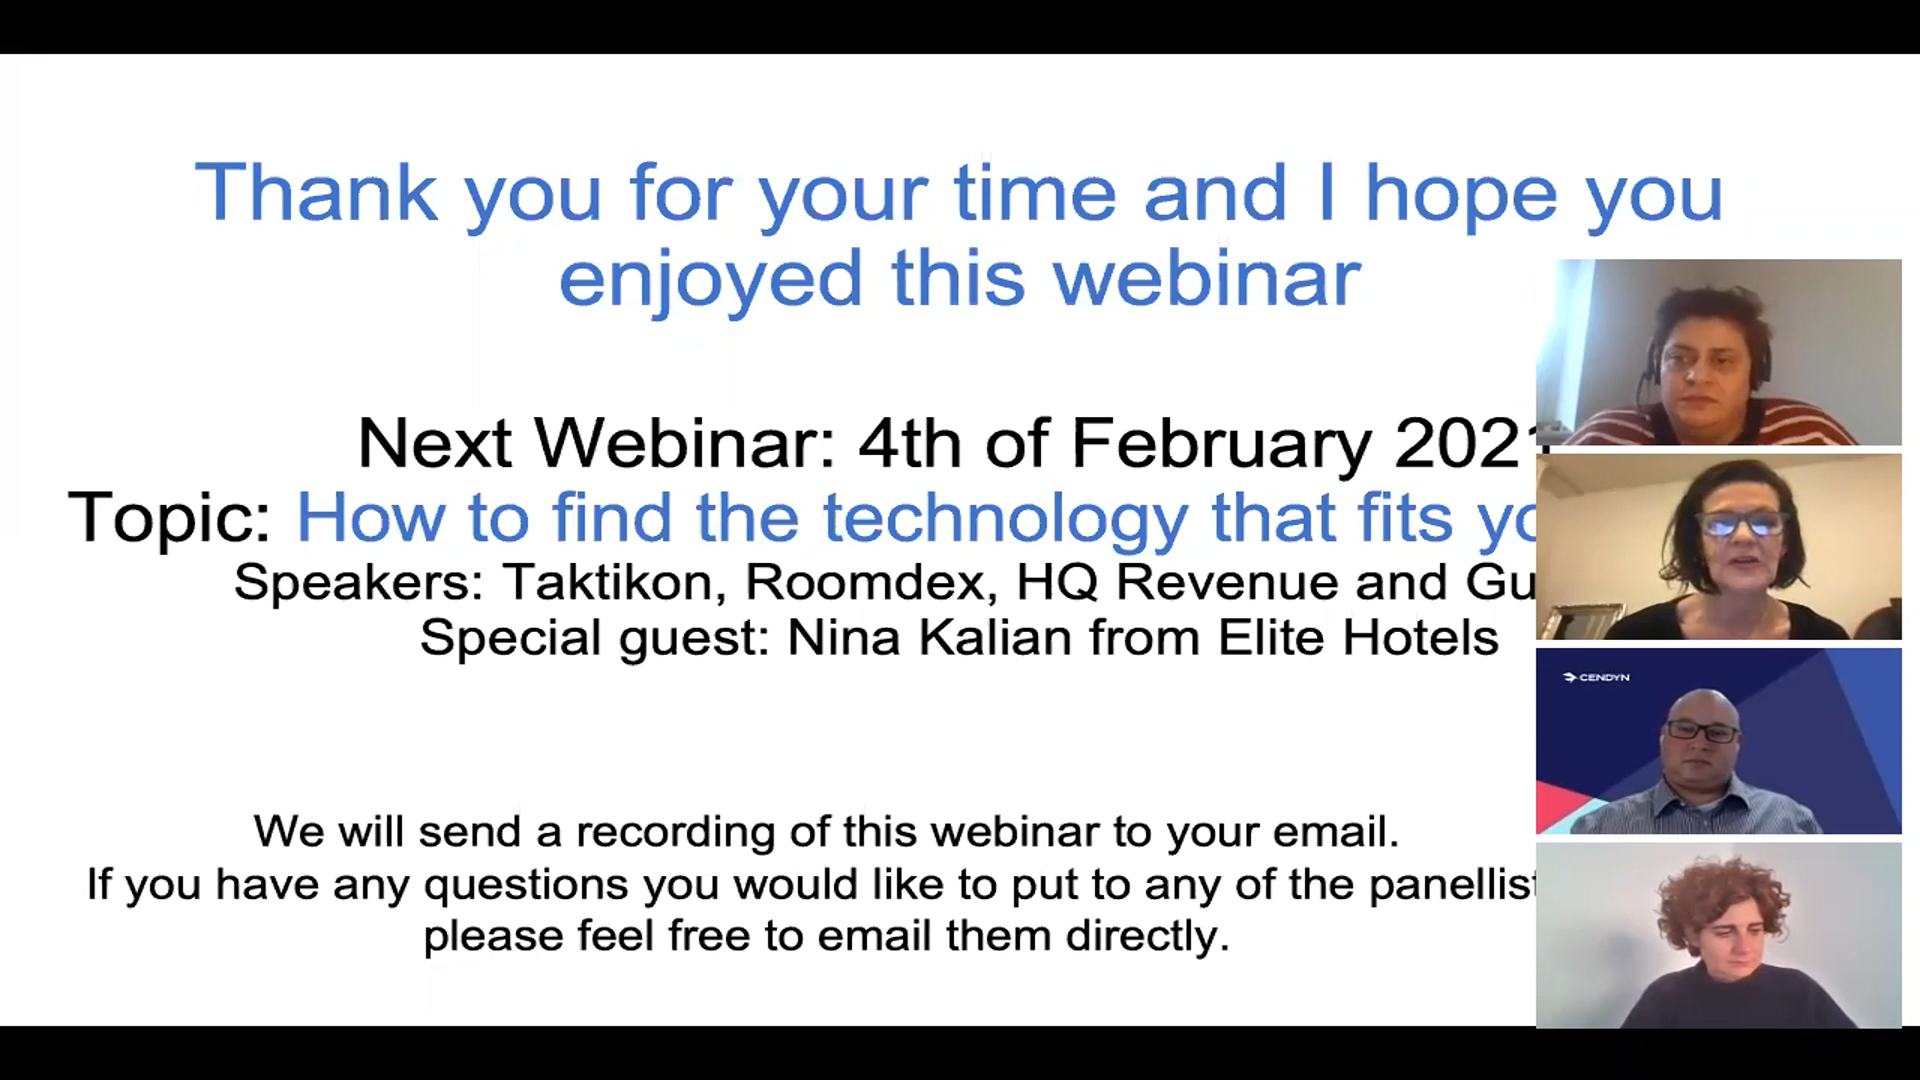 Thank you for your time and I hope you
enjoyed this webinar
Next Webinar: 4th of February 2021
Topic: How to find the technology that fits
Speakers: Taktikon, Roomdex, HQ Revenue and
Special guest: Nina Kalian from Elite Hotels
CENDYN
We will send a recording of this webinar to your email.
If you have any questions you would like to put to any of the
please feel free to email them directly.